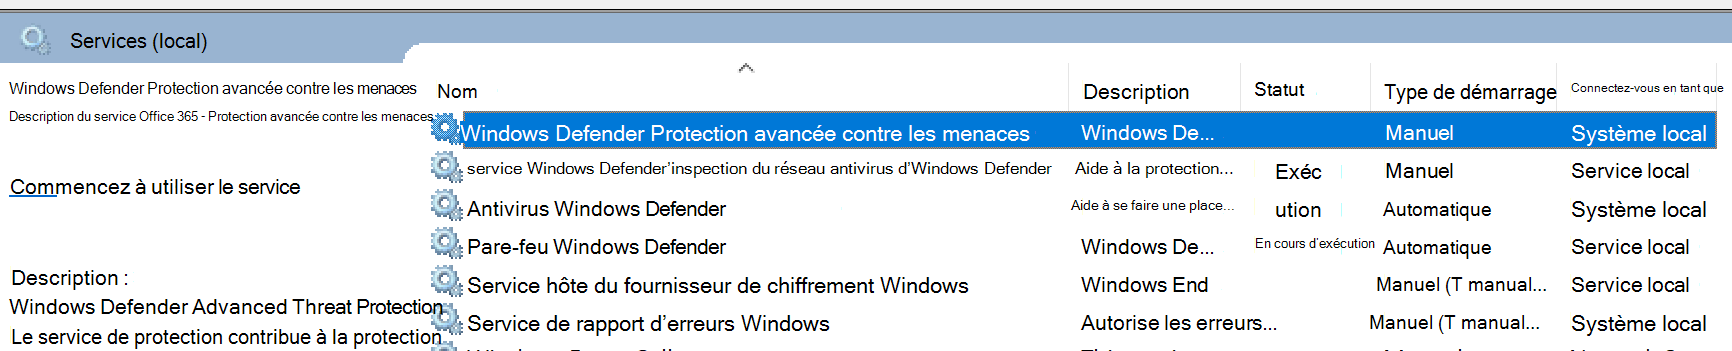 Services (local)
Windows Defender Protection avancée contre les menaces
Description du service Office 365 - Protection avancée contre les menaces
Commencez à utiliser le service
Description :
Windows Defender Advanced Threat Protection
Le service de protection contribue à la protection
Nom Description Statut Type de démarrage Connectez-vous en tant que
Windows Defender Protection avancée contre les menaces Windows De... Manuel Système local
service Windows Defender'inspection du réseau antivirus d'Windows Defender Aide à la protection... Exéc Manuel Service local
Antivirus Windows Defender Aide à se faire une place... ution Automatique Système local
Pare-feu Windows Defender Windows De... En cours d'exécution Automatique Service local
Service hôte du fournisseur de chiffrement Windows Windows End Manuel (T manual... Service local
Service de rapport d'erreurs Windows Autorise les erreurs... Manuel (T manual... Système local